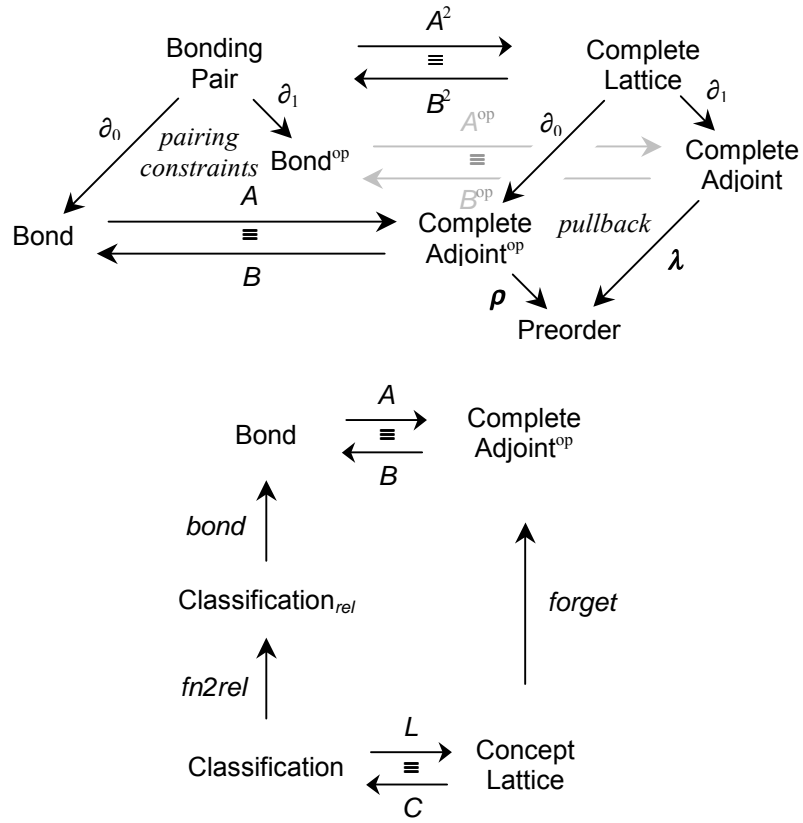 A²
Bonding
Pair
≡
Complete
Lattice
B²
∂₀
∂₁
∂₀
∂₁
pairing
constraints
Bondᵒᵖ
Aᵒᵖ
≡
Bᵒᵖ
Complete
Adjoint
Bond
A
≡
B
Complete
Adjointᵒᵖ
pullback
ρ
λ
Preorder
Bond
A
≡
B
Complete
Adjointᵒᵖ
bond
Classification_rel
forget
fn2rel
Classification
L
≡
C
Concept
Lattice